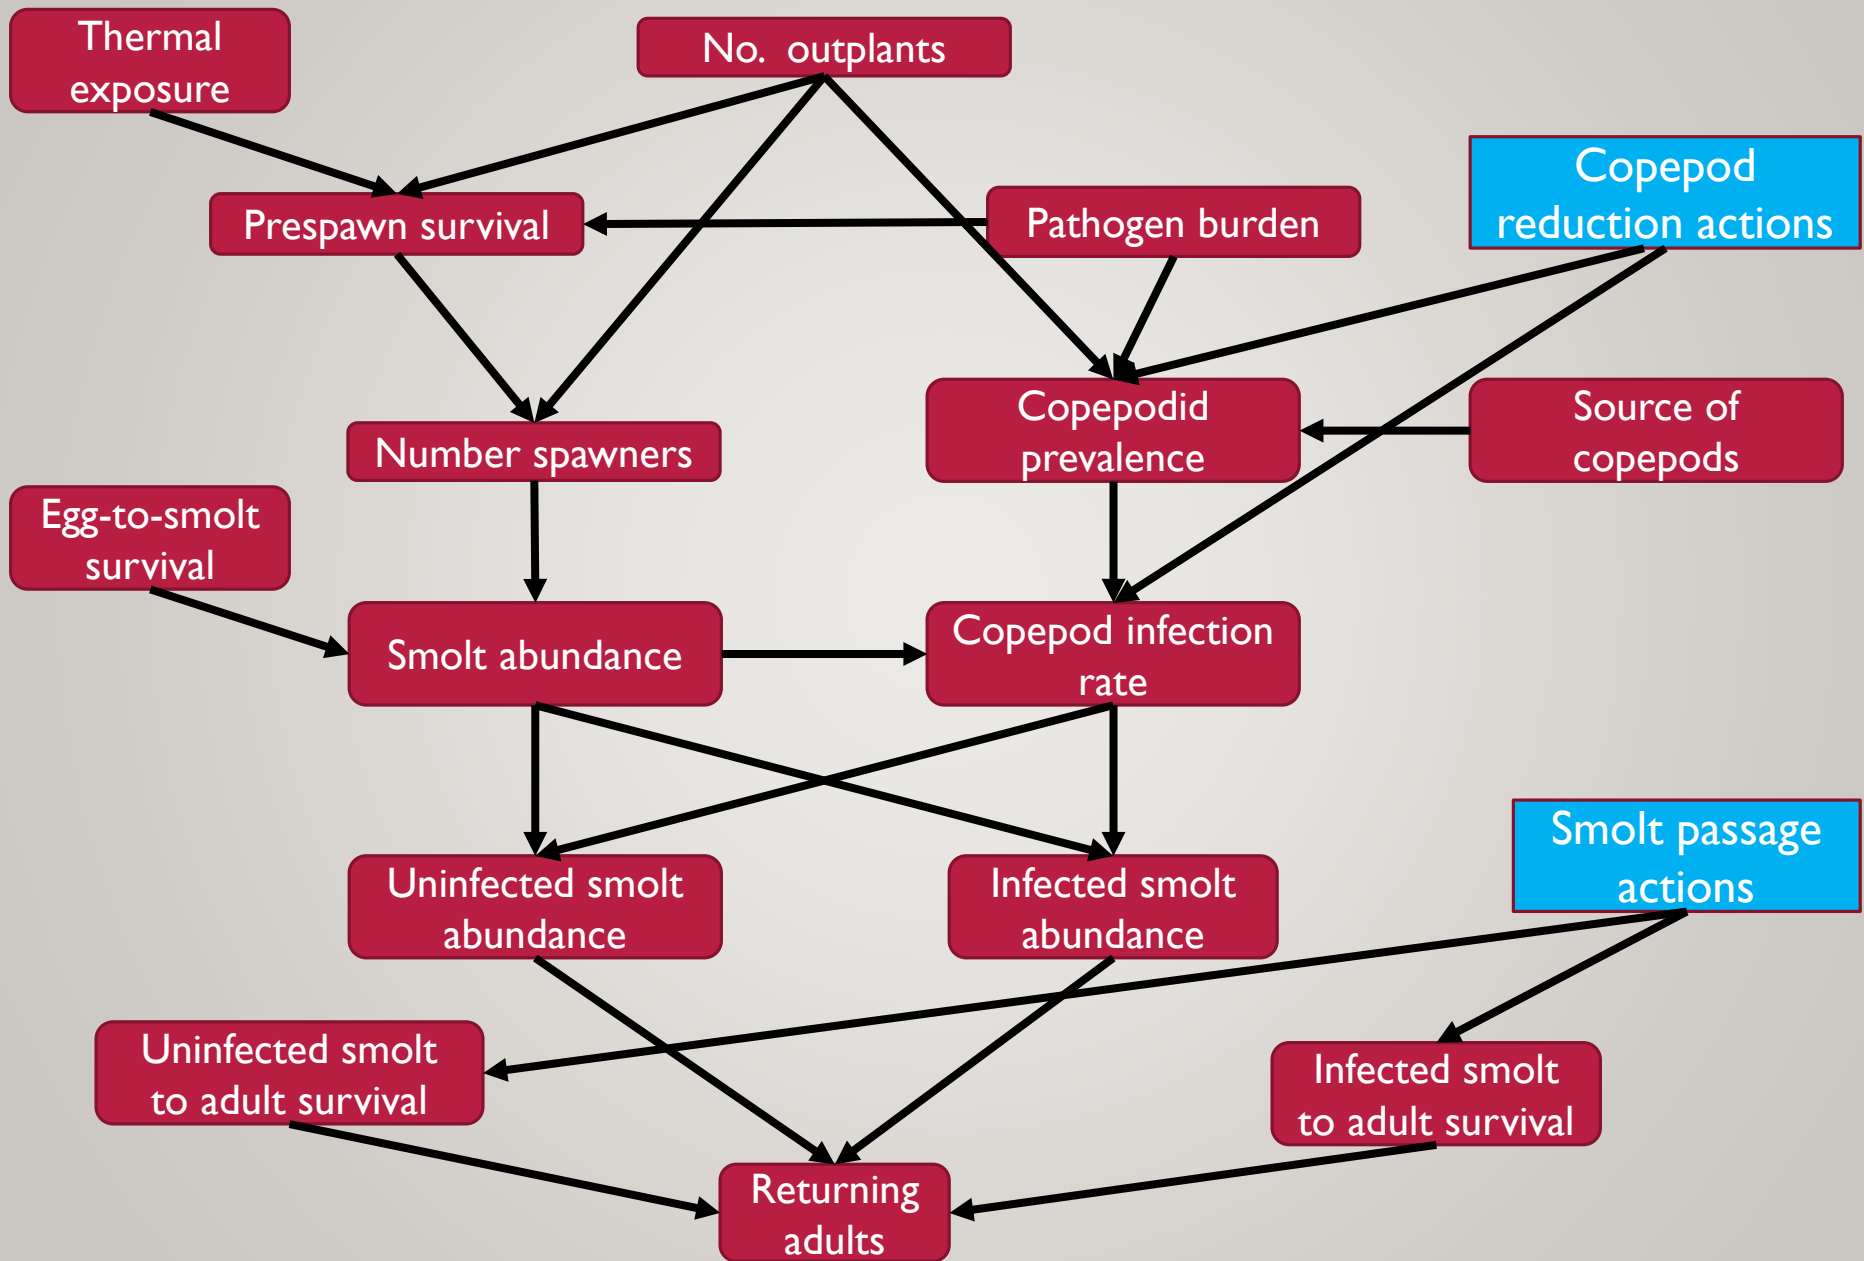 Thermal
exposure
No. outplants
Copepod
reduction actions
Prespawn survival
Pathogen burden
Copepodid
prevalence
Source of
copepods
Number spawners
Egg-to-smolt
survival
Smolt abundance
Copepod infection
rate
Smolt passage
actions
Uninfected smolt
abundance
Infected smolt
abundance
Uninfected smolt
to adult survival
Infected smolt
to adult survival
Returning
adults